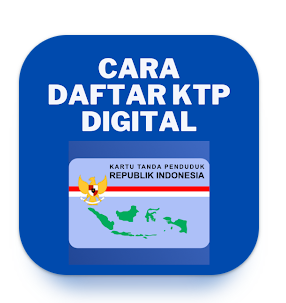 CARA
DAFTAR KTP
DIGITAL
KARTU TANDA PENDUDUK
REPUBLIK INDONESIA